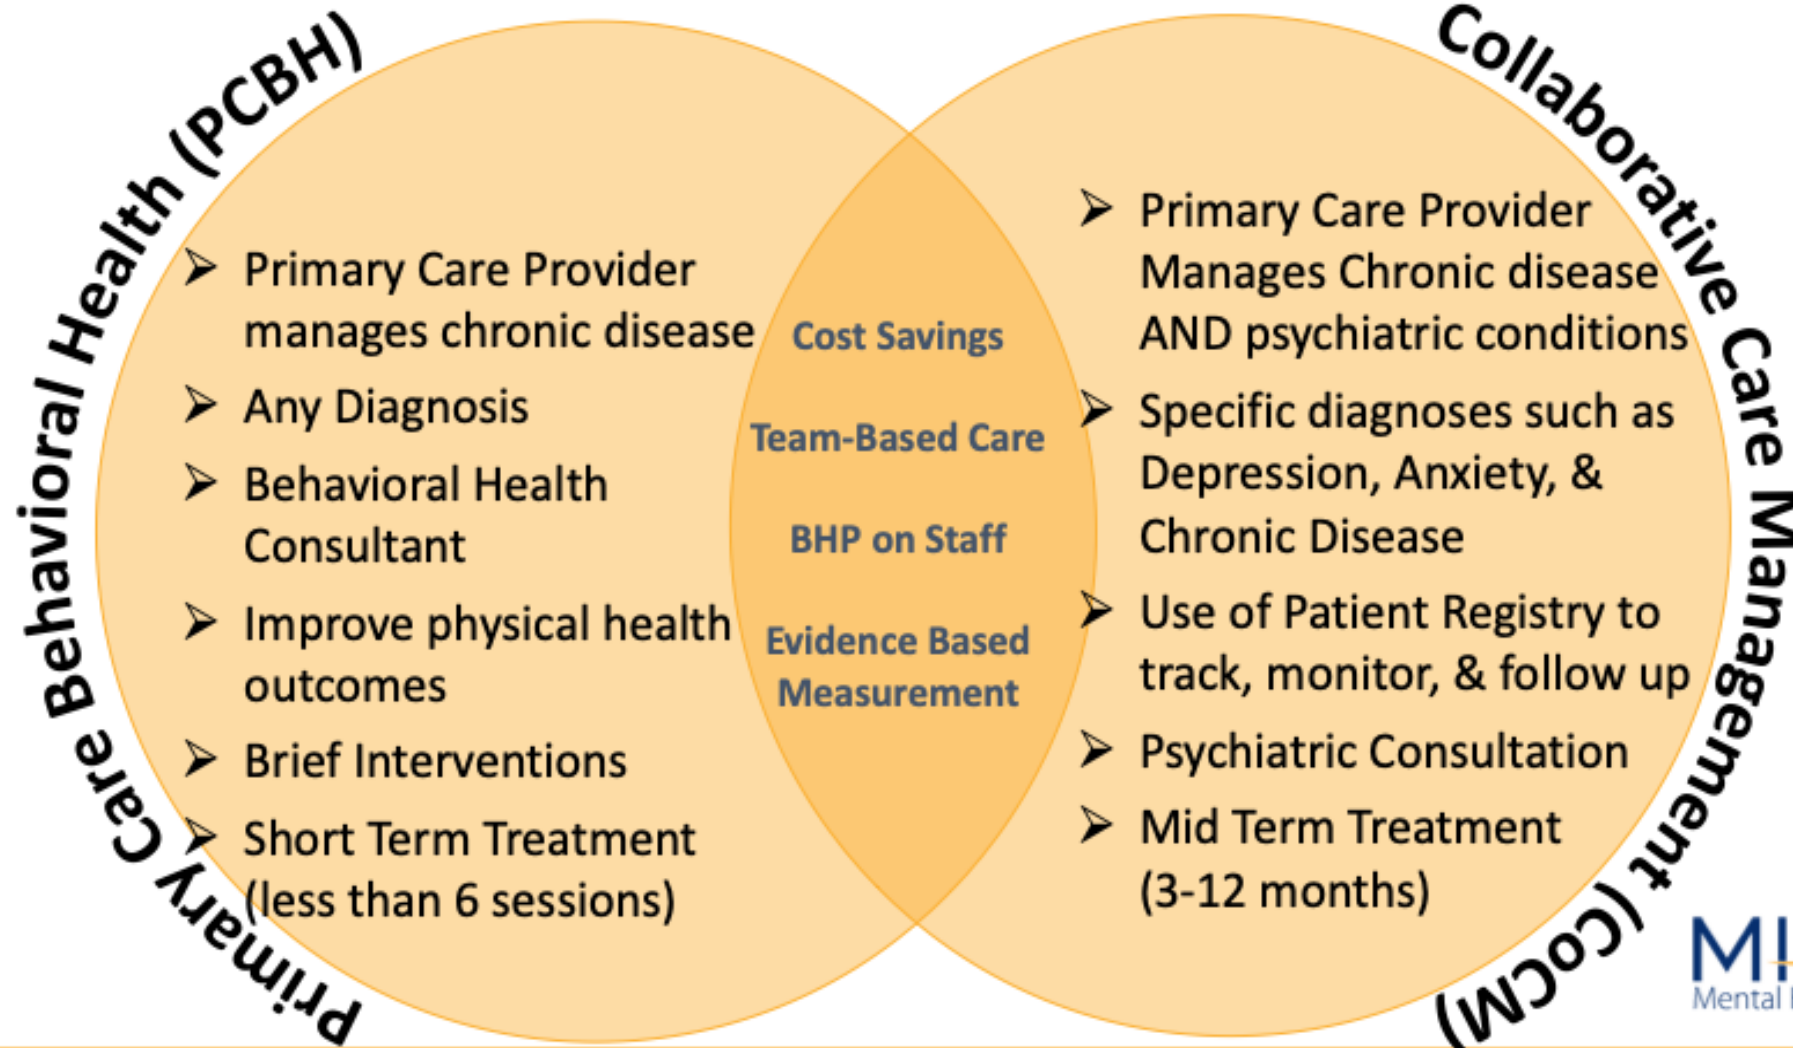 Primary Care Behavioral Health (PCBH)
➢ Primary Care Provider
manages chronic disease
➢ Any Diagnosis
➢ Behavioral Health
Consultant
➢ Improve physical health
outcomes
➢ Brief Interventions
➢ Short Term Treatment
(less than 6 sessions)
Cost Savings
Team-Based Care
BHP on Staff
Evidence Based
Measurement
Collaborative Care Management (CoCM)
➢ Primary Care Provider
Manages Chronic disease
AND psychiatric conditions
➢ Specific diagnoses such as
Depression, Anxiety, &
Chronic Disease
➢ Use of Patient Registry to
track, monitor, & follow up
➢ Psychiatric Consultation
➢ Mid Term Treatment
(3-12 months)
Mental